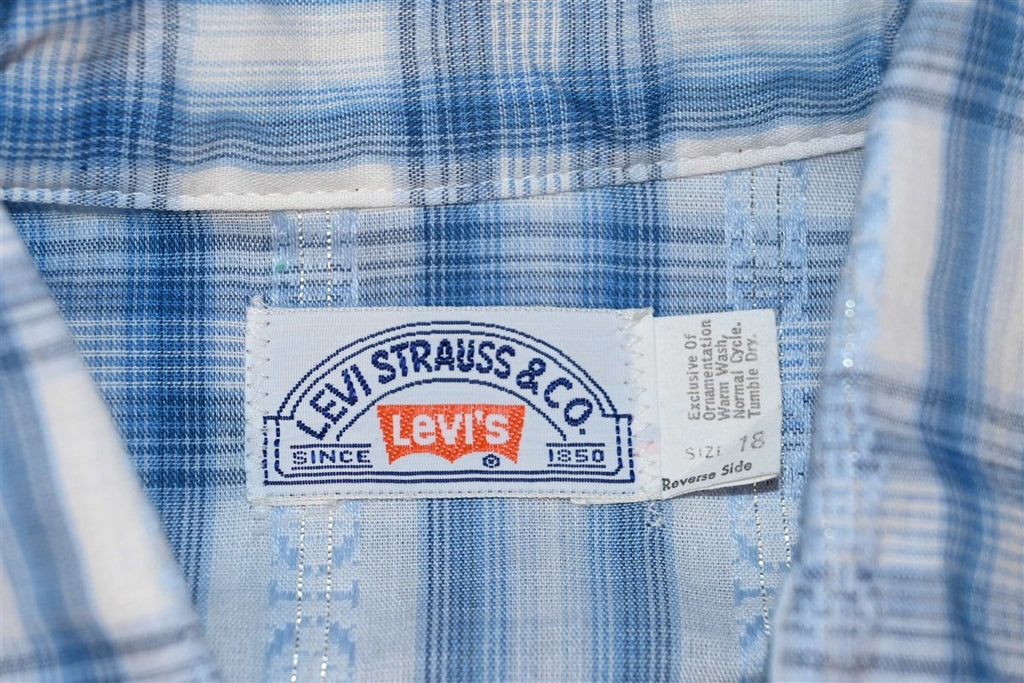 LEVI STRAUSS & CO.
Levi's
®
SINCE 1850
Exclusive Of
Ornamentation
Warm Wash,
Normal Cycle.
Tumble Dry.
SIZE 18
Reverse Side